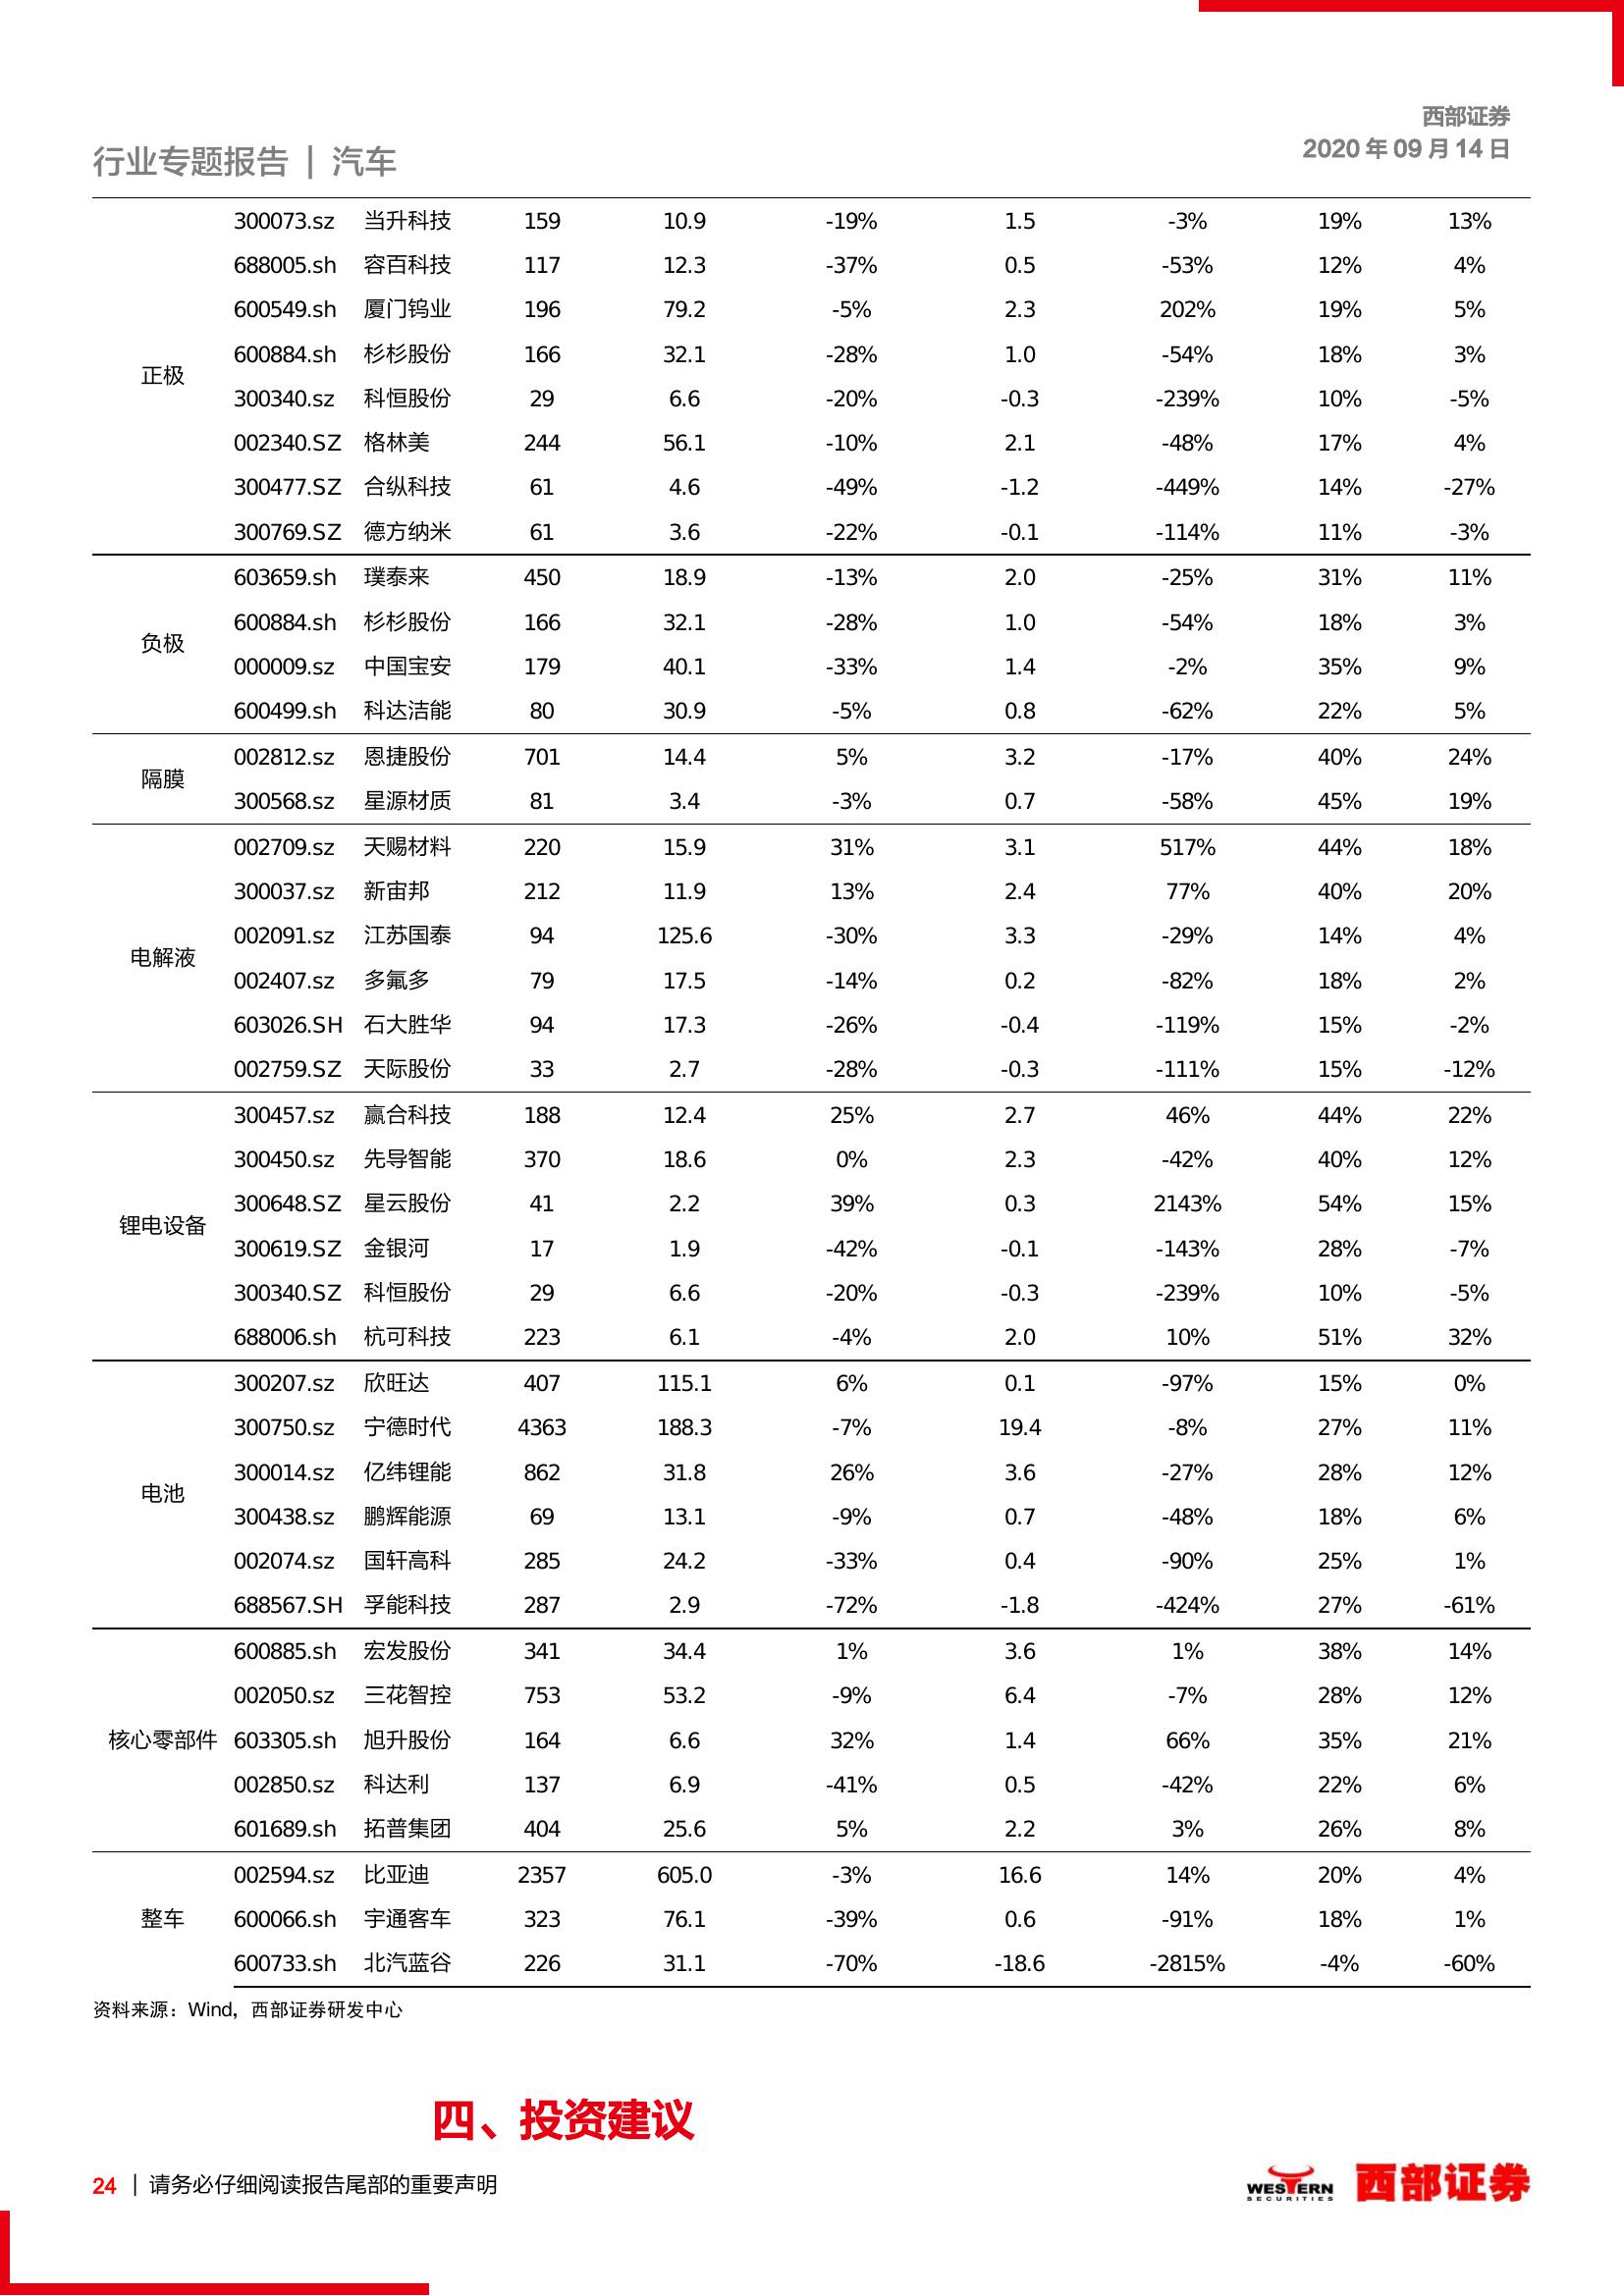 西部证券
2020 年 09 月 14 日
行业专题报告 | 汽车
300073.sz 当升科技 159 10.9 -19% 1.5 -3% 19% 13%
688005.sh 容百科技 117 12.3 -37% 0.5 -53% 12% 4%
600549.sh 厦门钨业 196 79.2 -5% 2.3 202% 19% 5%
600884.sh 杉杉股份 166 32.1 -28% 1.0 -54% 18% 3%
正极
300340.sz 科恒股份 29 6.6 -20% -0.3 -239% 10% -5%
002340.SZ 格林美 244 56.1 -10% 2.1 -48% 17% 4%
300477.SZ 合纵科技 61 4.6 -49% -1.2 -449% 14% -27%
300769.SZ 德方纳米 61 3.6 -22% -0.1 -114% 11% -3%
603659.sh 璞泰来 450 18.9 -13% 2.0 -25% 31% 11%
600884.sh 杉杉股份 166 32.1 -28% 1.0 -54% 18% 3%
负极
000009.sz 中国宝安 179 40.1 -33% 1.4 -2% 35% 9%
600499.sh 科达洁能 80 30.9 -5% 0.8 -62% 22% 5%
002812.sz 恩捷股份 701 14.4 5% 3.2 -17% 40% 24%
隔膜
300568.sz 星源材质 81 3.4 -3% 0.7 -58% 45% 19%
002709.sz 天赐材料 220 15.9 31% 3.1 517% 44% 18%
300037.sz 新宙邦 212 11.9 13% 2.4 77% 40% 20%
002091.sz 江苏国泰 94 125.6 -30% 3.3 -29% 14% 4%
电解液
002407.sz 多氟多 79 17.5 -14% 0.2 -82% 18% 2%
603026.SH 石大胜华 94 17.3 -26% -0.4 -119% 15% -2%
002759.SZ 天际股份 33 2.7 -28% -0.3 -111% 15% -12%
300457.sz 赢合科技 188 12.4 25% 2.7 46% 44% 22%
300450.sz 先导智能 370 18.6 0% 2.3 -42% 40% 12%
300648.SZ 星云股份 41 2.2 39% 0.3 2143% 54% 15%
锂电设备
300619.SZ 金银河 17 1.9 -42% -0.1 -143% 28% -7%
300340.SZ 科恒股份 29 6.6 -20% -0.3 -239% 10% -5%
688006.sh 杭可科技 223 6.1 -4% 2.0 10% 51% 32%
300207.sz 欣旺达 407 115.1 6% 0.1 -97% 15% 0%
300750.sz 宁德时代 4363 188.3 -7% 19.4 -8% 27% 11%
300014.sz 亿纬锂能 862 31.8 26% 3.6 -27% 28% 12%
电池
300438.sz 鹏辉能源 69 13.1 -9% 0.7 -48% 18% 6%
002074.sz 国轩高科 285 24.2 -33% 0.4 -90% 25% 1%
688567.SH 孚能科技 287 2.9 -72% -1.8 -424% 27% -61%
600885.sh 宏发股份 341 34.4 1% 3.6 1% 38% 14%
002050.sz 三花智控 753 53.2 -9% 6.4 -7% 28% 12%
核心零部件 603305.sh 旭升股份 164 6.6 32% 1.4 66% 35% 21%
002850.sz 科达利 137 6.9 -41% 0.5 -42% 22% 6%
601689.sh 拓普集团 404 25.6 5% 2.2 3% 26% 8%
002594.sz 比亚迪 2357 605.0 -3% 16.6 14% 20% 4%
整车 600066.sh 宇通客车 323 76.1 -39% 0.6 -91% 18% 1%
600733.sh 北汽蓝谷 226 31.1 -70% -18.6 -2815% -4% -60%
资料来源：Wind，西部证券研发中心
四、投资建议
24 | 请务必仔细阅读报告尾部的重要声明
WESTERN
SECURITIES
西部证券